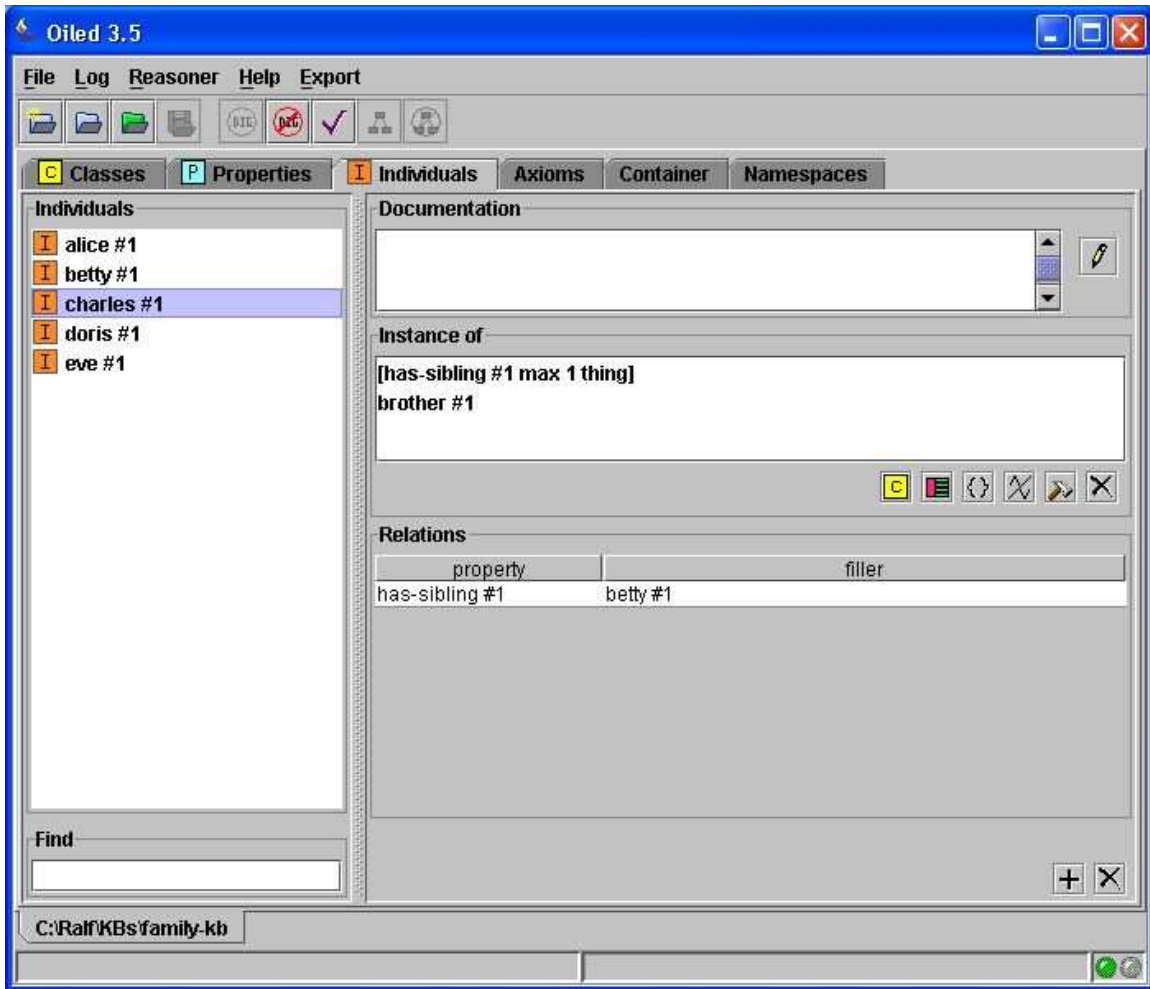 Oiled 3.5
File Log Reasoner Help Export
C Classes P Properties I Individuals Axioms Container Namespaces
Individuals
I alice #1
I betty #1
I charles #1
I doris #1
I eve #1
Find
Documentation
Instance of
[has-sibling #1 max 1 thing]
brother #1
C
Relations
property filler
has-sibling #1 betty #1
C:\Ralf\KBs\family-kb